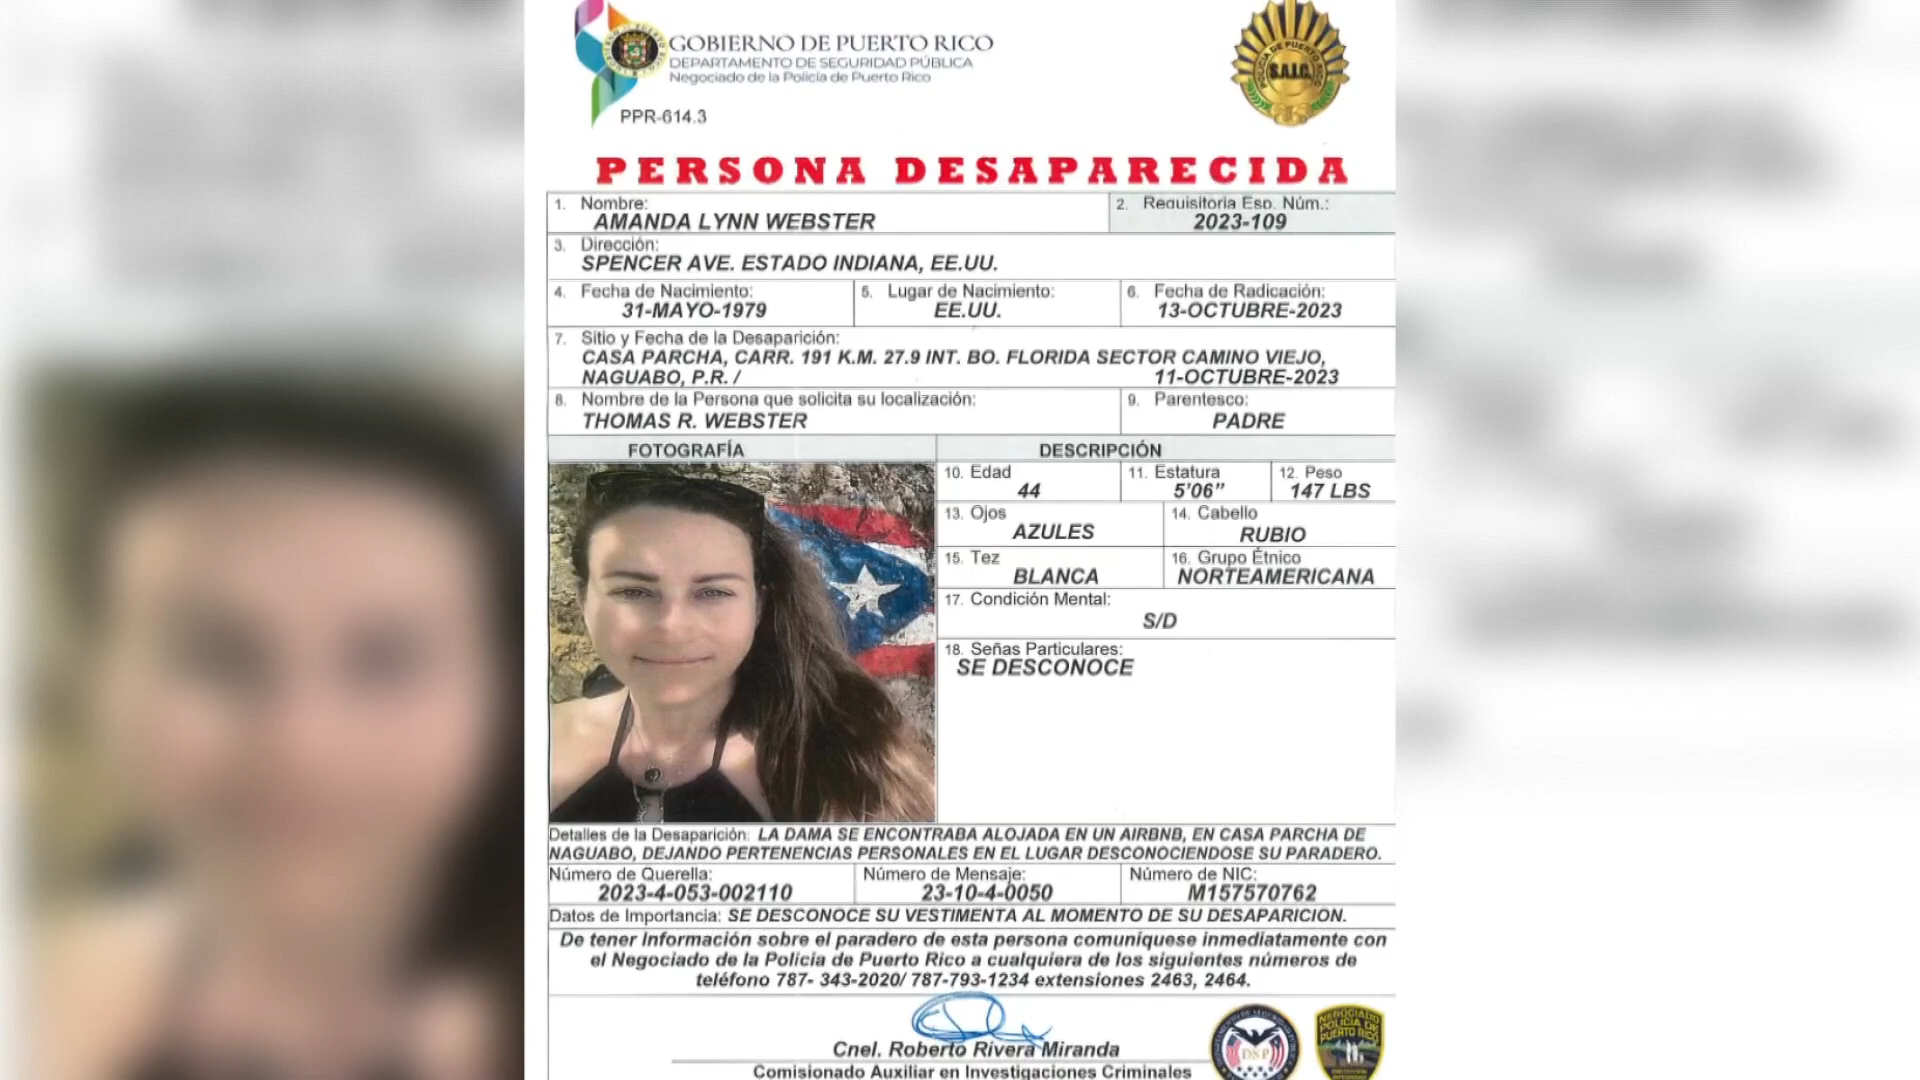 GOBIERNO DE PUERTO RICO
DEPARTAMENTO DE SEGURIDAD PÚBLICA
Negociado de la Policía de Puerto Rico
PPR-614.3
POLICIA DE PUERTO RICO
S.A.I.C.
PERSONA DESAPARECIDA
1. Nombre: 2. Requisitoria Esp. Núm.:
AMANDA LYNN WEBSTER 2023-109
3. Dirección:
SPENCER AVE. ESTADO INDIANA, EE.UU.
4. Fecha de Nacimiento: 5. Lugar de Nacimiento: 6. Fecha de Radicación:
31-MAYO-1979 EE.UU. 13-OCTUBRE-2023
7. Sitio y Fecha de la Desaparición:
CASA PARCHA, CARR. 191 K.M. 27.9 INT. BO. FLORIDA SECTOR CAMINO VIEJO,
NAGUABO, P.R. / 11-OCTUBRE-2023
8. Nombre de la Persona que solicita su localización: 9. Parentesco:
THOMAS R. WEBSTER PADRE
FOTOGRAFÍA DESCRIPCIÓN
10. Edad 11. Estatura 12. Peso
44 5'06” 147 LBS
13. Ojos 14. Cabello
AZULES RUBIO
15. Tez 16. Grupo Étnico
BLANCA NORTEAMERICANA
17. Condición Mental:
S/D
18. Señas Particulares:
SE DESCONOCE
Detalles de la Desaparición: LA DAMA SE ENCONTRABA ALOJADA EN UN AIRBNB, EN CASA PARCHA DE
NAGUABO, DEJANDO PERTENENCIAS PERSONALES EN EL LUGAR DESCONOCIENDOSE SU PARADERO.
Número de Querella: Número de Mensaje: Número de NIC:
2023-4-053-002110 23-10-4-0050 M157570762
Datos de Importancia: SE DESCONOCE SU VESTIMENTA AL MOMENTO DE SU DESAPARICION.
De tener Información sobre el paradero de esta persona comuníquese inmediatamente con
el Negociado de la Policía de Puerto Rico a cualquiera de los siguientes números de
teléfono 787- 343-2020/ 787-793-1234 extensiones 2463, 2464.
Cnel. Roberto Rivera Miranda
Comisionado Auxiliar en Investigaciones Criminales
DSP
NEGOCIADO
POLICIA DE
PUERTO RICO